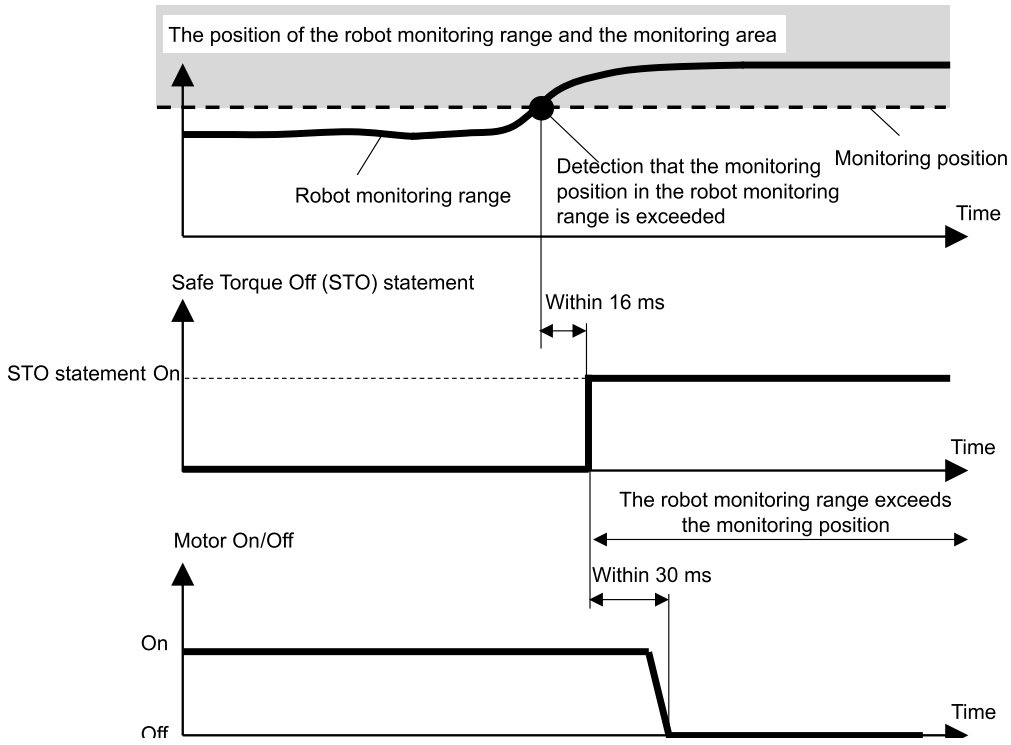 The position of the robot monitoring range and the monitoring area
Monitoring position
Detection that the monitoring
position in the robot monitoring
range is exceeded
Robot monitoring range
Time
Safe Torque Off (STO) statement
Within 16 ms
STO statement On
Time
The robot monitoring range exceeds
the monitoring position
Motor On/Off
Within 30 ms
On
Time
Off